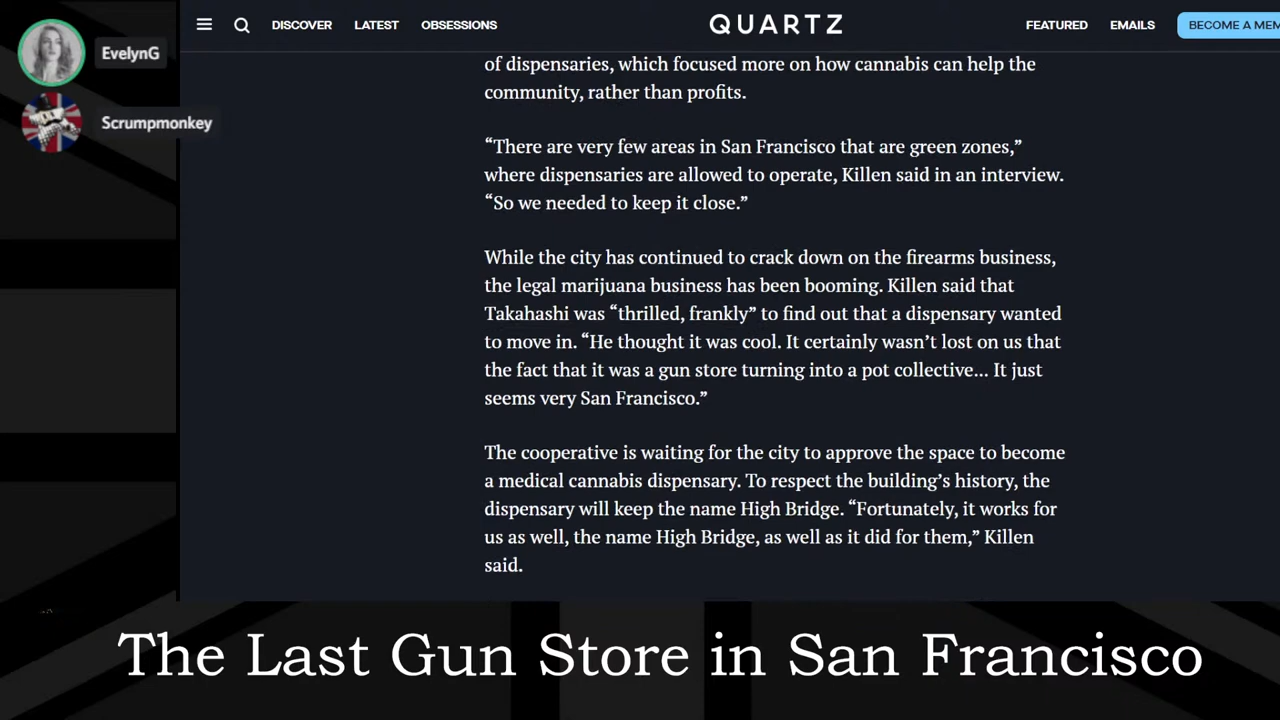 EvelynG
Scrumpmonkey
DISCOVER LATEST OBSESSIONS QUARTZ FEATURED EMAILS BECOME A MEM
of dispensaries, which focused more on how cannabis can help the
community, rather than profits.
“There are very few areas in San Francisco that are green zones,”
where dispensaries are allowed to operate, Killen said in an interview.
“So we needed to keep it close.”
While the city has continued to crack down on the firearms business,
the legal marijuana business has been booming. Killen said that
Takahashi was “thrilled, frankly” to find out that a dispensary wanted
to move in. “He thought it was cool. It certainly wasn’t lost on us that
the fact that it was a gun store turning into a pot collective... It just
seems very San Francisco.”
The cooperative is waiting for the city to approve the space to become
a medical cannabis dispensary. To respect the building’s history, the
dispensary will keep the name High Bridge. “Fortunately, it works for
us as well, the name High Bridge, as well as it did for them,” Killen
said.
The Last Gun Store in San Francisco